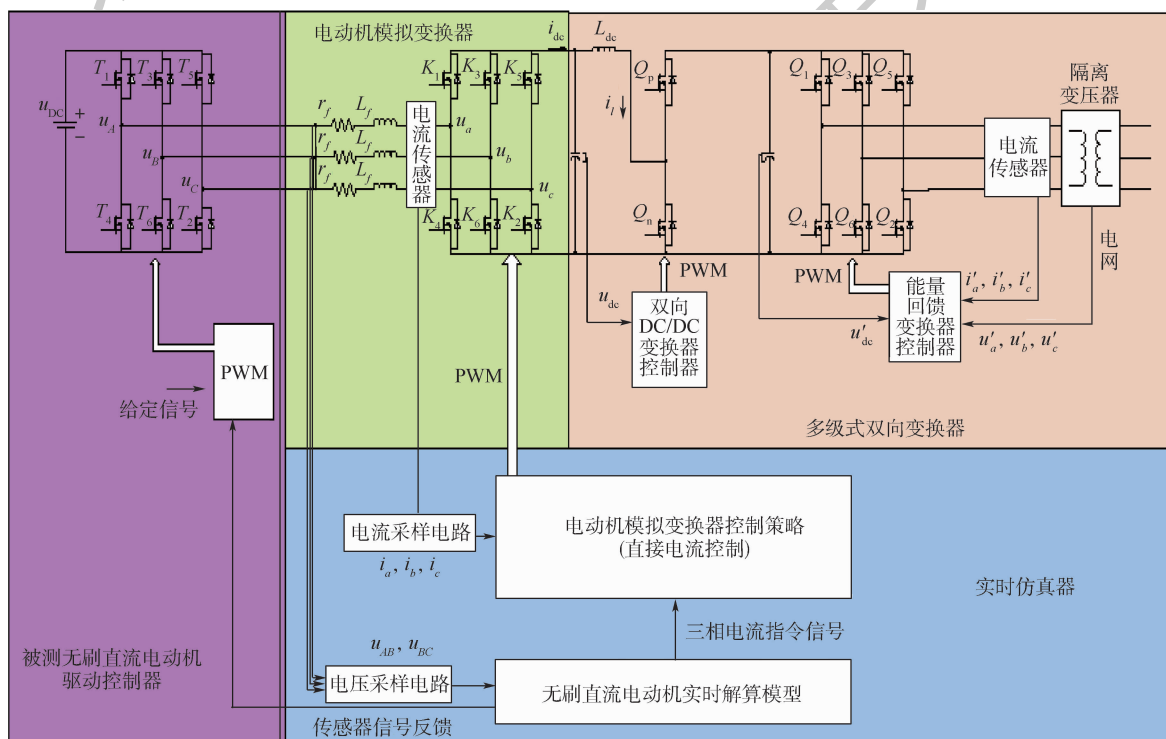 电动机模拟变换器
i_dc
L_dc
T_1
T_3
T_5
K_1
K_3
K_5
Q_p
Q_1
Q_3
Q_5
隔离
变压器
u_DC
+
−
i_l
r_f
L_f
电流传感器
u_A
u_a
r_f
L_f
u_B
u_b
r_f
L_f
u_C
u_c
电流
传感器
T_4
T_6
T_2
K_4
K_6
K_2
Q_n
Q_4
Q_6
Q_2
电网
PWM
PWM
u_dc
双向
DC/DC
变换器
控制器
u'_dc
能量
回馈
变换器
控制器
i'_a, i'_b, i'_c
u'_a, u'_b, u'_c
PWM
PWM
给定信号
多级式双向变换器
电流采样电路
i_a, i_b, i_c
电动机模拟变换器控制策略
(直接电流控制)
实时仿真器
三相电流指令信号
被测无刷直流电动机
驱动控制器
u_AB, u_BC
电压采样电路
无刷直流电动机实时解算模型
传感器信号反馈